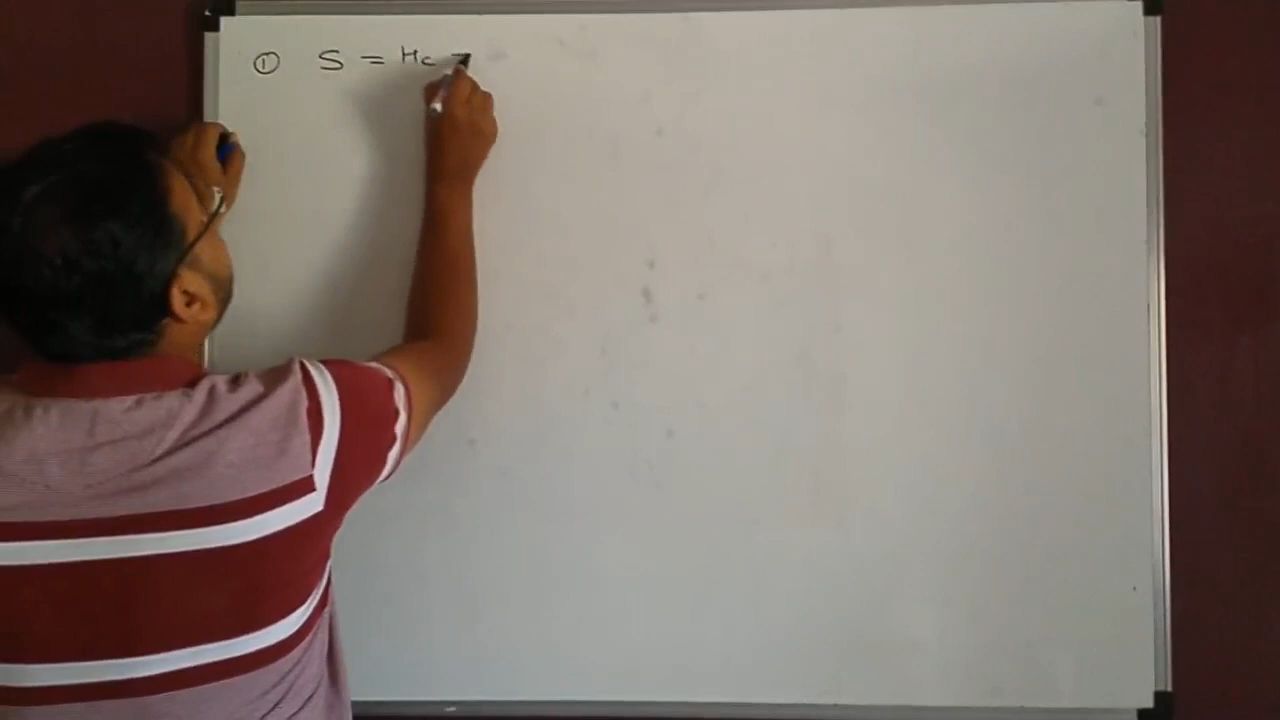 ① S = Hc